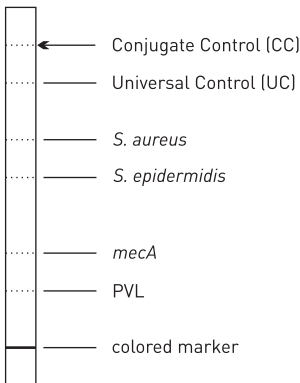 Conjugate Control (CC)
Universal Control (UC)
S. aureus
S. epidermidis
mecA
PVL
colored marker